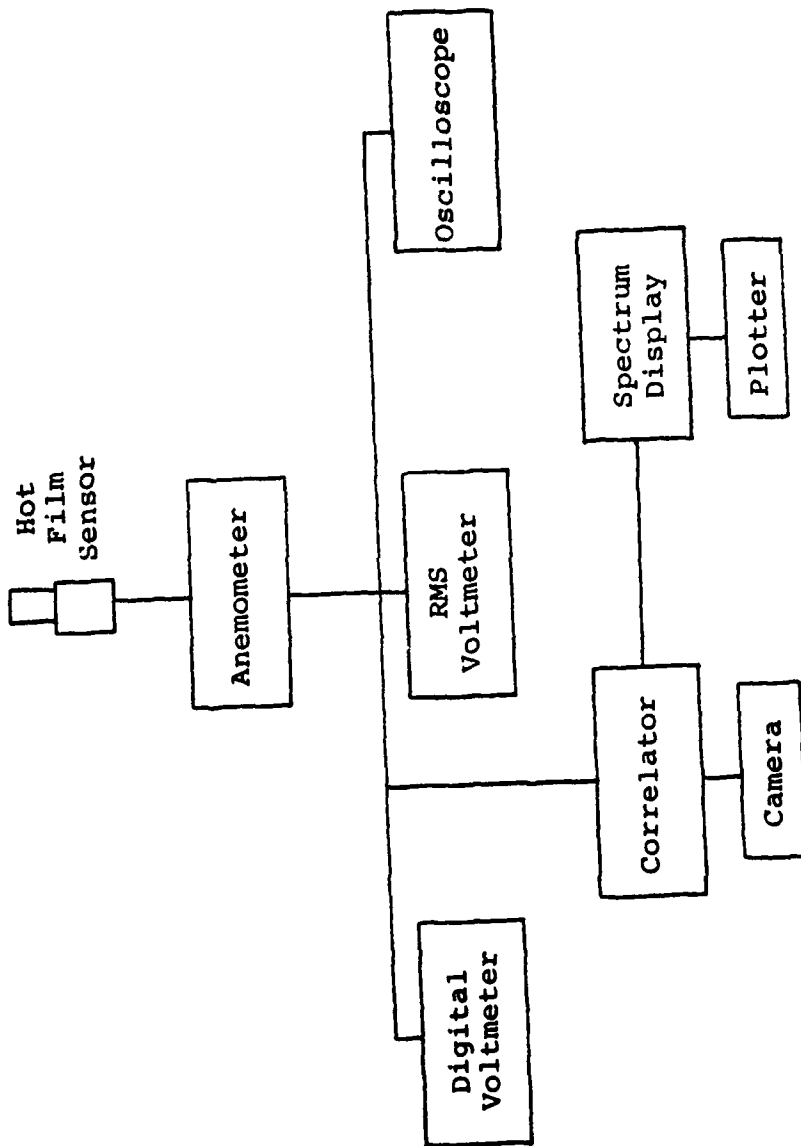 Hot
Film
Sensor
Anemometer
Digital
Voltmeter
RMS
Voltmeter
Oscilloscope
Correlator
Spectrum
Display
Camera
Plotter